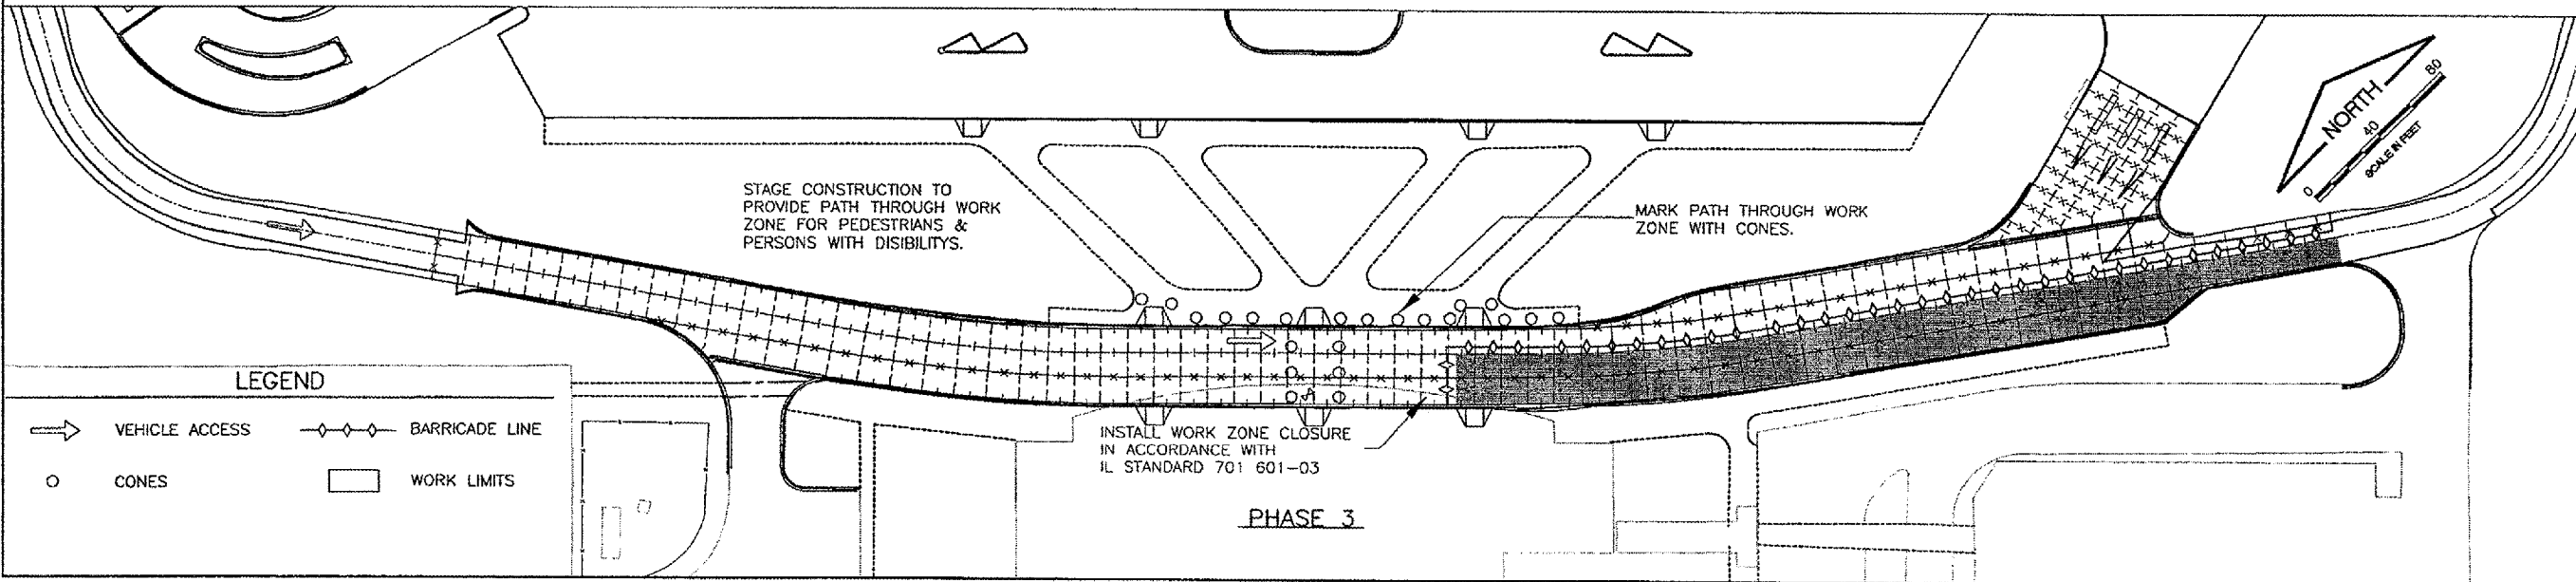 STAGE CONSTRUCTION TO
PROVIDE PATH THROUGH WORK
ZONE FOR PEDESTRIANS &
PERSONS WITH DISIBILITYS.
MARK PATH THROUGH WORK
ZONE WITH CONES.
NORTH
0 40 80
SCALE IN FEET
INSTALL WORK ZONE CLOSURE
IN ACCORDANCE WITH
IL STANDARD 701 601-03
PHASE 3
LEGEND
VEHICLE ACCESS
BARRICADE LINE
CONES
WORK LIMITS